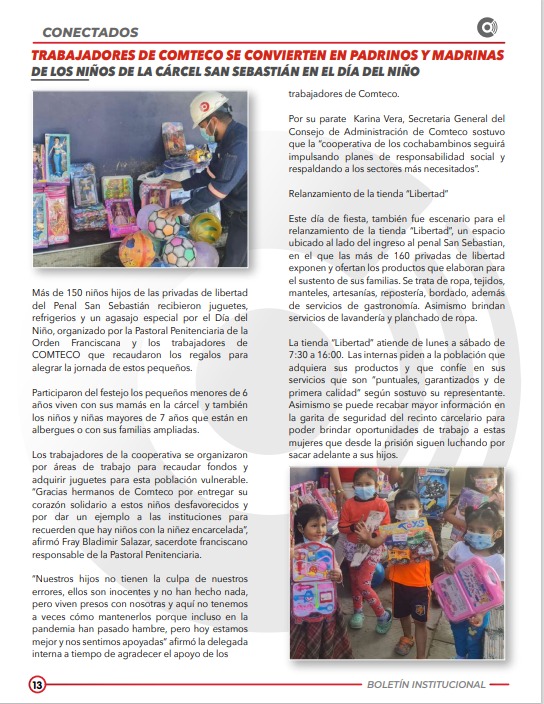 CONECTADOS
TRABAJADORES DE COMTECO SE CONVIERTEN EN PADRINOS Y MADRINAS
DE LOS NIÑOS DE LA CÁRCEL SAN SEBASTIÁN EN EL DÍA DEL NIÑO
Más de 150 niños hijos de las privadas de libertad
del Penal San Sebastián recibieron juguetes,
refrigerios y un agasajo especial por el Día del
Niño, organizado por la Pastoral Penitenciaria de la
Orden Franciscana y los trabajadores de
COMTECO que recaudaron los regalos para
alegrar la jornada de estos pequeños.
Participaron del festejo los pequeños menores de 6
años viven con sus mamás en la cárcel y también
los niños y niñas mayores de 7 años que están en
albergues o con sus familias ampliadas.
Los trabajadores de la cooperativa se organizaron
por áreas de trabajo para recaudar fondos y
adquirir juguetes para esta población vulnerable.
"Gracias hermanos de Comteco por entregar su
corazón solidario a estos niños desfavorecidos y
por dar un ejemplo a las instituciones para
recuerden que hay niños con la niñez encarcelada",
afirmó Fray Bladimir Salazar, sacerdote franciscano
responsable de la Pastoral Penitenciaria.
"Nuestros hijos no tienen la culpa de nuestros
errores, ellos son inocentes y no han hecho nada,
pero viven presos con nosotras y aquí no tenemos
a veces cómo mantenerlos porque incluso en la
pandemia han pasado hambre, pero hoy estamos
mejor y nos sentimos apoyadas" afirmó la delegada
interna a tiempo de agradecer el apoyo de los
trabajadores de Comteco.
Por su parate Karina Vera, Secretaria General del
Consejo de Administración de Comteco sostuvo
que la "cooperativa de los cochabambinos seguirá
impulsando planes de responsabilidad social y
respaldando a los sectores más necesitados".
Relanzamiento de la tienda "Libertad"
Este día de fiesta, también fue escenario para el
relanzamiento de la tienda "Libertad", un espacio
ubicado al lado del ingreso al penal San Sebastian,
en el que las más de 160 privadas de libertad
exponen y ofertan los productos que elaboran para
el sustento de sus familias. Se trata de ropa, tejidos,
manteles, artesanías, repostería, bordado, además
de servicios de gastronomía. Asimismo brindan
servicios de lavandería y planchado de ropa.
La tienda "Libertad" atiende de lunes a sábado de
7:30 a 16:00. Las internas piden a la población que
adquiera sus productos y que confíe en sus
servicios que son "puntuales, garantizados y de
primera calidad" según sostuvo su representante.
Asimismo se puede recabar mayor información en
la garita de seguridad del recinto carcelario para
poder brindar oportunidades de trabajo a estas
mujeres que desde la prisión siguen luchando por
sacar adelante a sus hijos.
13
BOLETÍN INSTITUCIONAL